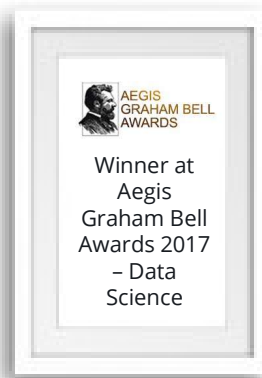 AEGIS
GRAHAM BELL
AWARDS
Winner at
Aegis
Graham Bell
Awards 2017
– Data
Science